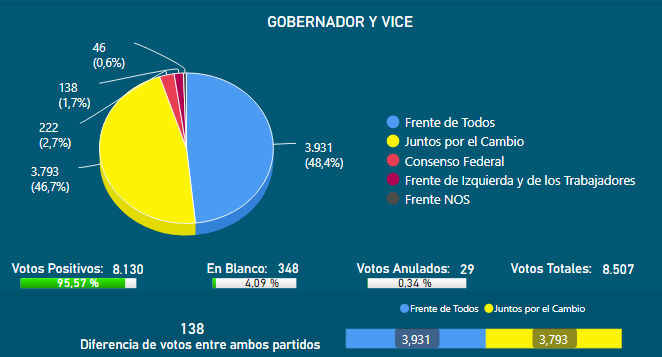 GOBERNADOR Y VICE
46
(0,6%)
138
(1,7%)
222
(2,7%)
3.793
(46,7%)
3.931
(48,4%)
Frente de Todos
Juntos por el Cambio
Consenso Federal
Frente de Izquierda y de los Trabajadores
Frente NOS
Votos Positivos: 8.130
95,57 %
En Blanco: 348
4,09 %
Votos Anulados: 29
0,34 %
Votos Totales: 8.507
Frente de Todos Juntos por el Cambio
138
Diferencia de votos entre ambos partidos
3,931 3,793